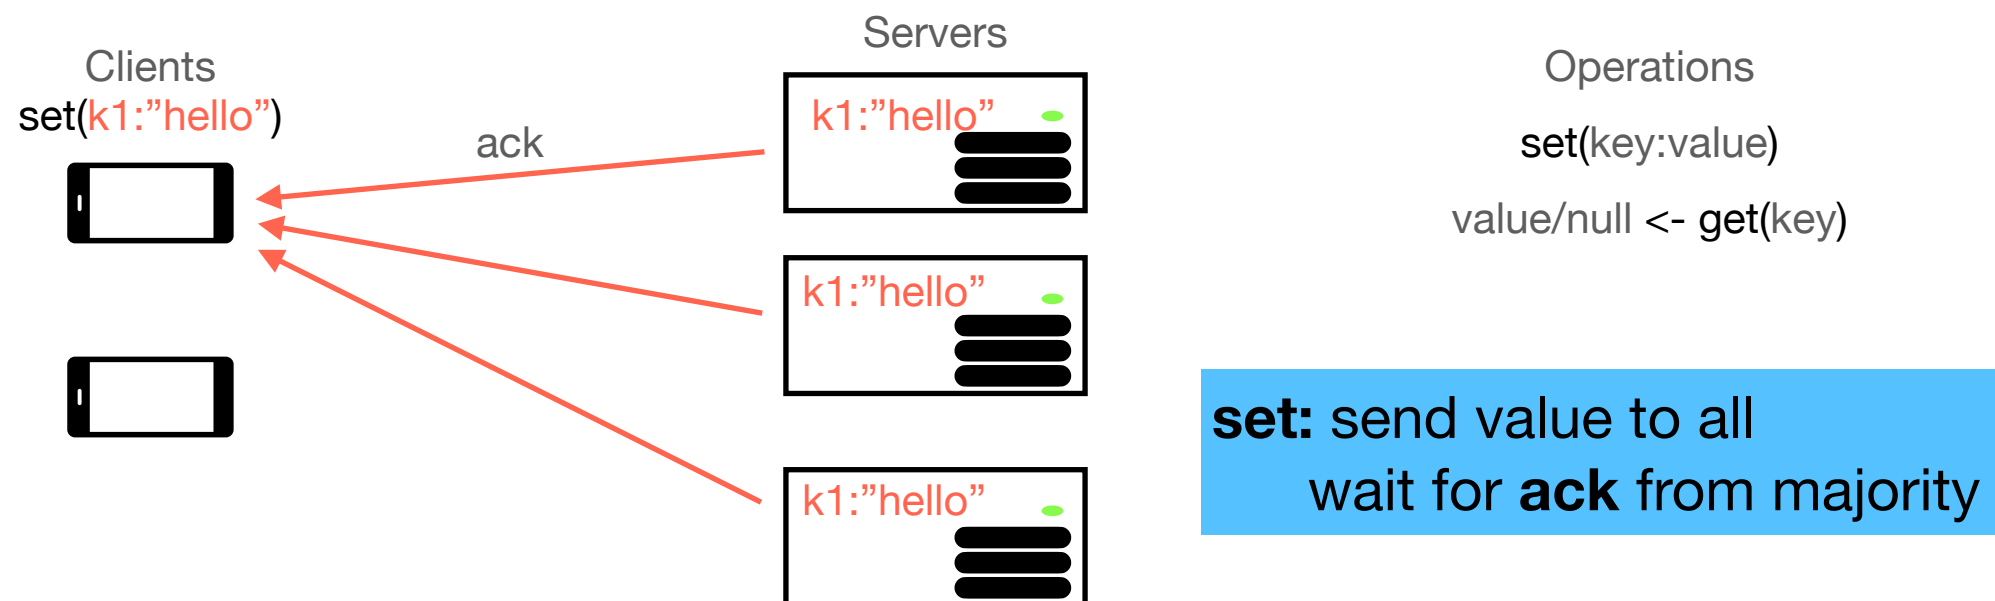 Clients
set(k1:”hello”)
ack
Servers
k1:”hello”
k1:”hello”
k1:”hello”
Operations
set(key:value)
value/null <- get(key)
set: send value to all
wait for ack from majority